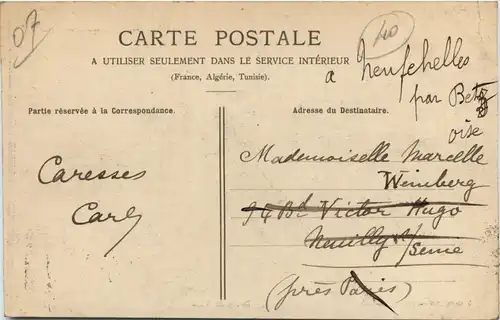 07
40
CARTE POSTALE
A UTILISER SEULEMENT DANS LE SERVICE INTÉRIEUR
(France, Algérie, Tunisie).
a Neufchelles
par Betz
oise
Partie réservée à la Correspondance.
Adresse du Destinataire.
Caresses
Carl
Mademoiselle Marcelle
Weinberg
94 Bd Victor Hugo
Neuilly s/Seine
(près Paris)